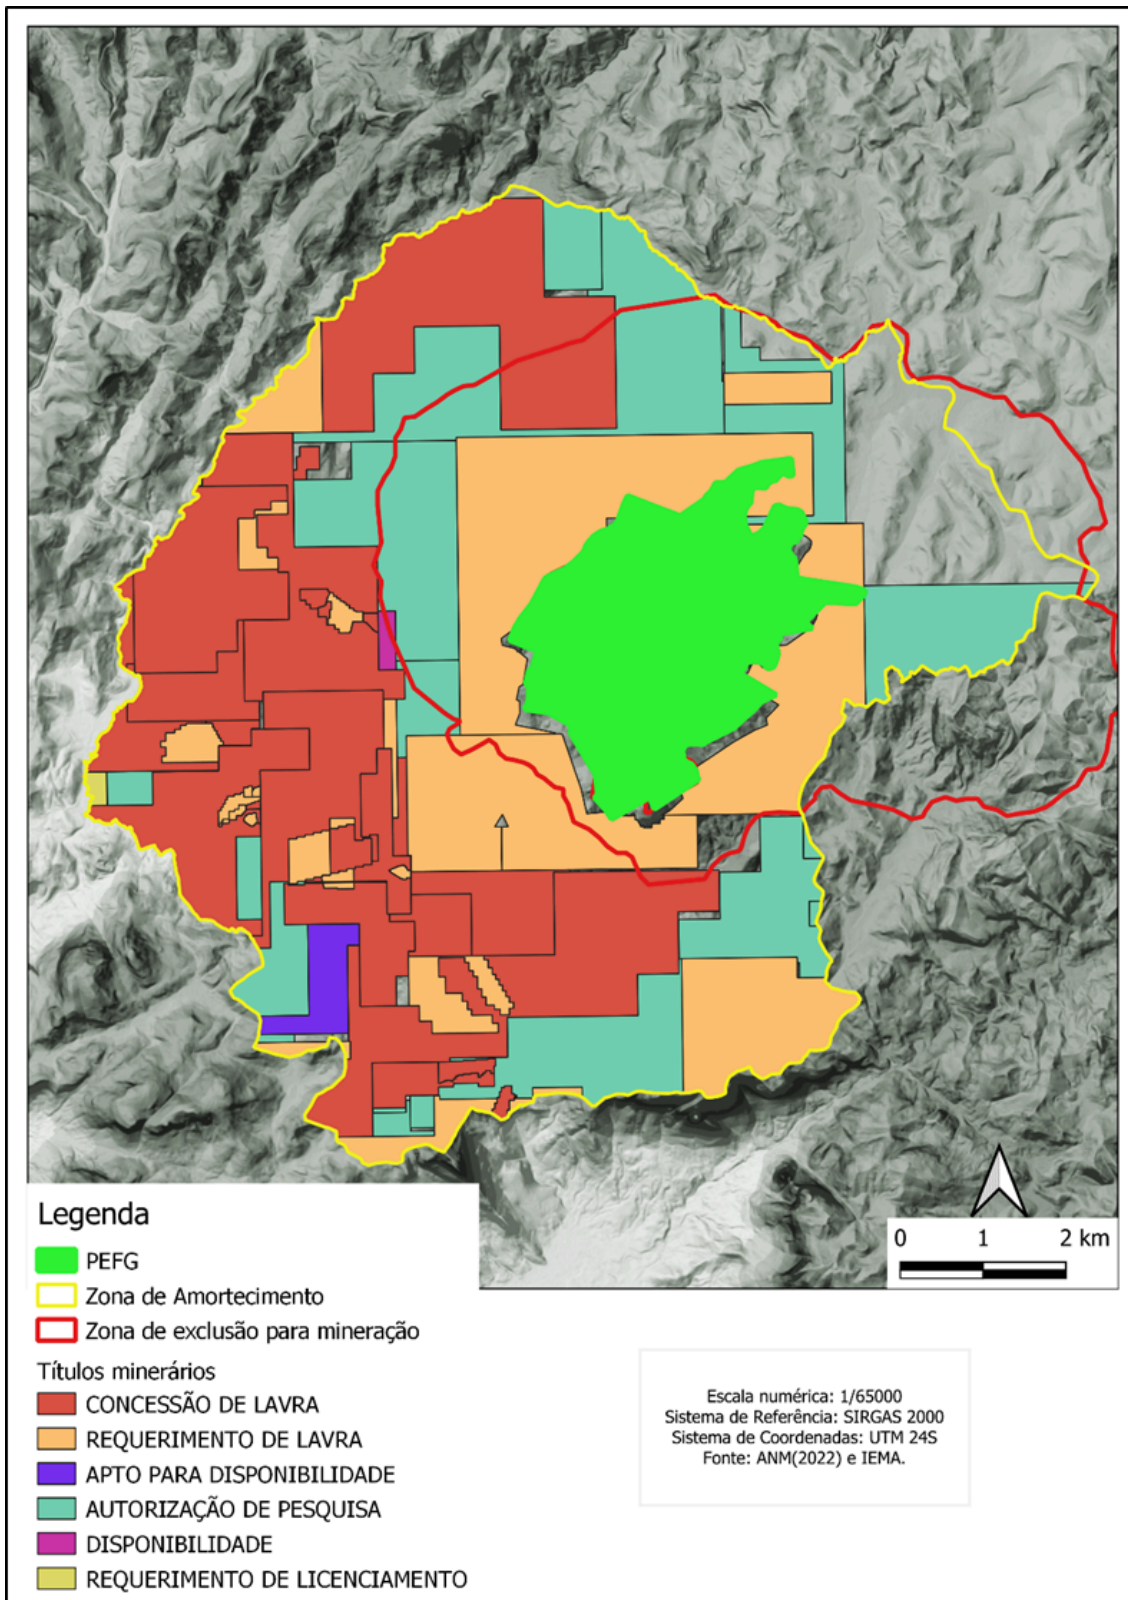 Legenda
PEFG
Zona de Amortecimento
Zona de exclusão para mineração
Títulos minerários
CONCESSÃO DE LAVRA
REQUERIMENTO DE LAVRA
APTO PARA DISPONIBILIDADE
AUTORIZAÇÃO DE PESQUISA
DISPONIBILIDADE
REQUERIMENTO DE LICENCIAMENTO
0 1 2 km
Escala numérica: 1/65000
Sistema de Referência: SIRGAS 2000
Sistema de Coordenadas: UTM 24S
Fonte: ANM(2022) e IEMA.